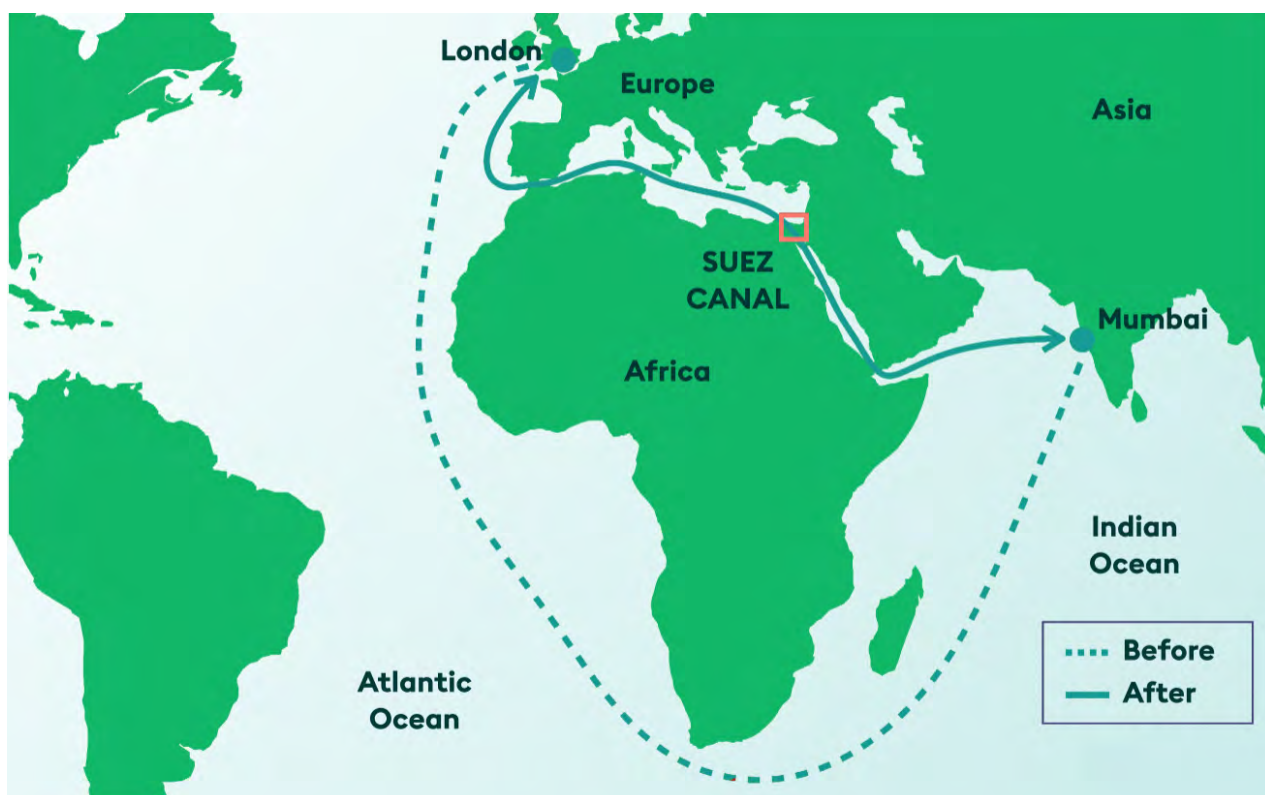 London
Europe
Asia
SUEZ
CANAL
Mumbai
Africa
Indian
Ocean
Before
After
Atlantic
Ocean